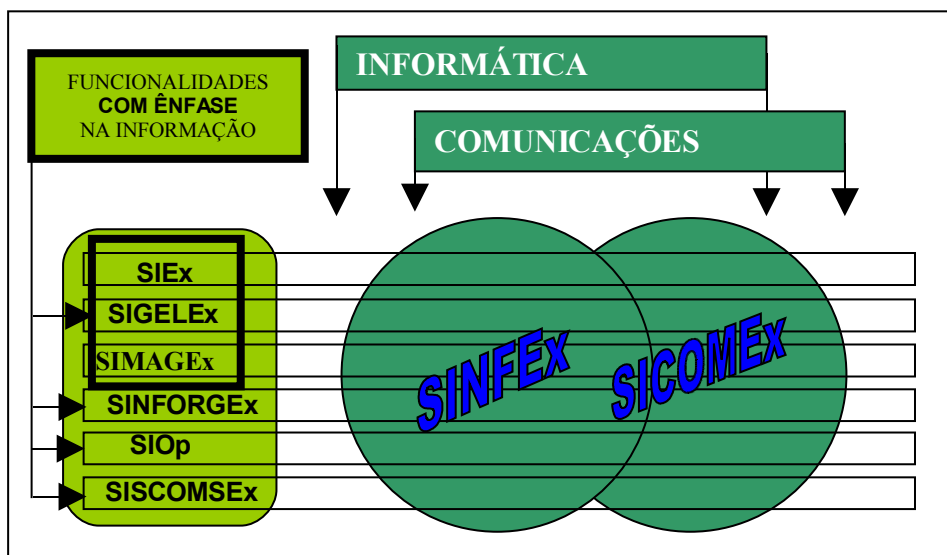 FUNCIONALIDADES
COM ÊNFASE
NA INFORMAÇÃO
INFORMÁTICA
COMUNICAÇÕES
SIEx
SIGELEx
SIMAGEx
SINFORGEx
SIOp
SISCOMSEx
SINFEx
SICOMEx